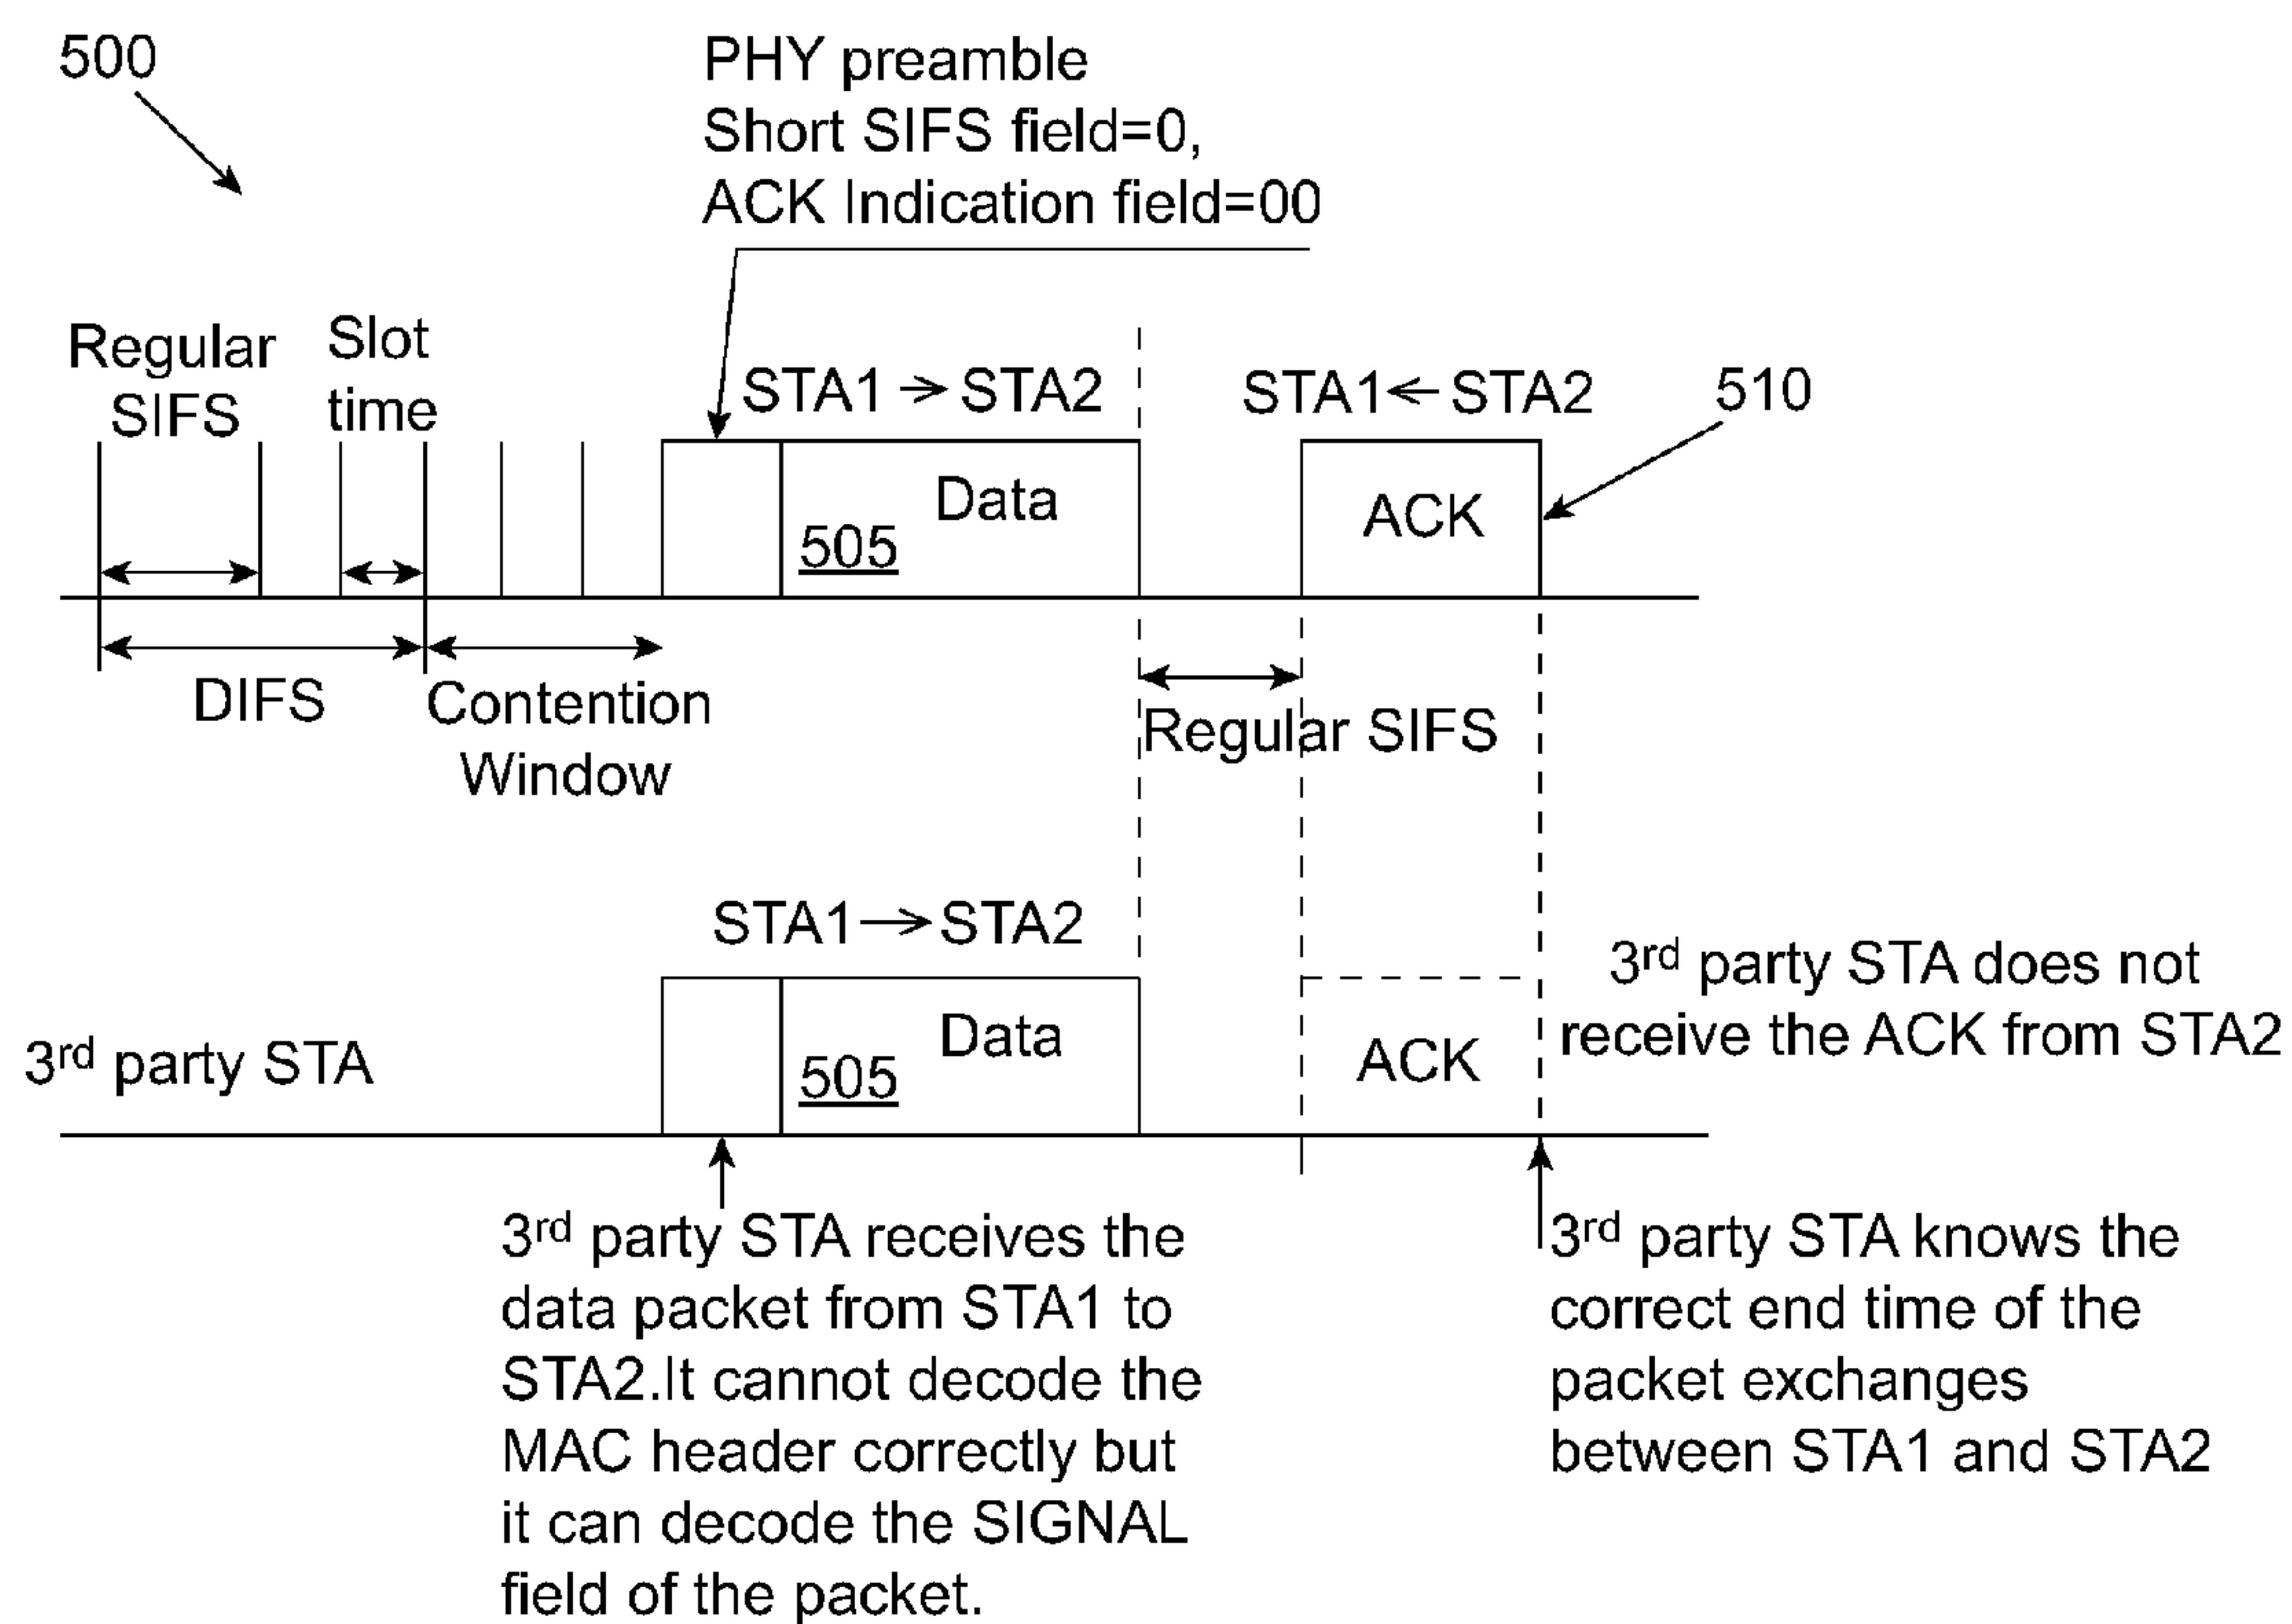 500
PHY preamble
Short SIFS field=0,
ACK Indication field=00
Regular
SIFS
Slot
time
STA1 → STA2
STA1 ← STA2
510
Data
505
ACK
DIFS
Contention
Window
Regular SIFS
STA1 → STA2
3rd party STA
Data
505
ACK
3rd party STA does not
receive the ACK from STA2
3rd party STA receives the
data packet from STA1 to
STA2.It cannot decode the
MAC header correctly but
it can decode the SIGNAL
field of the packet.
3rd party STA knows the
correct end time of the
packet exchanges
between STA1 and STA2